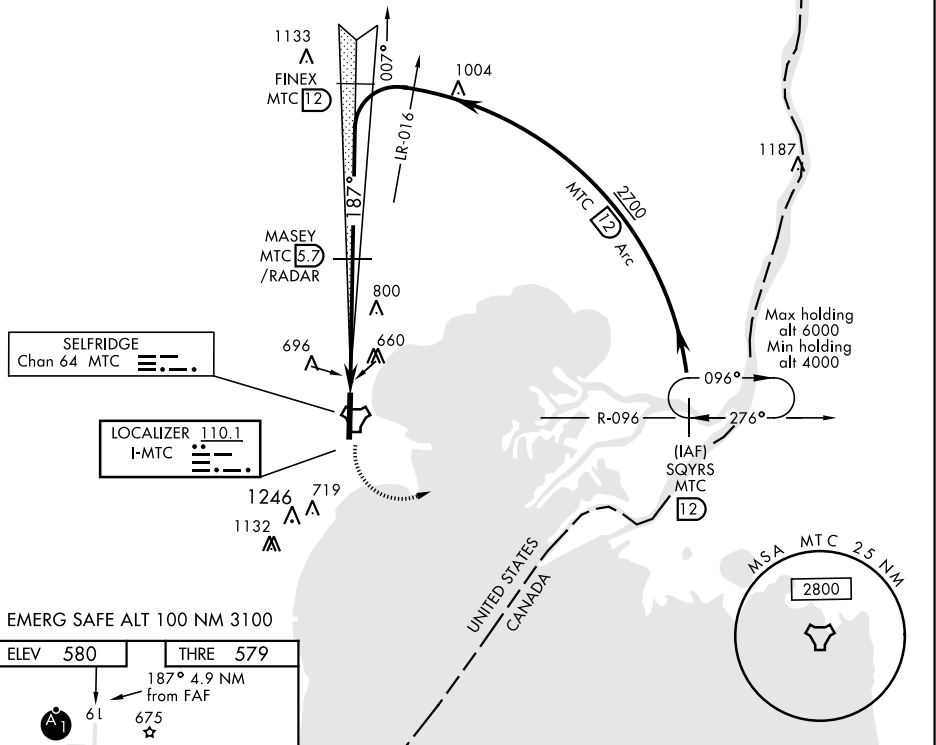 1133
FINEX
MTC 12
007°
LR-016
1004
1187
MTC 12 Arc
2700
187°
MASEY
MTC 5.7
/RADAR
800
696
660
SELFRIDGE
Chan 64 MTC
Max holding
alt 6000
Min holding
alt 4000
096°
R-096
276°
(IAF)
SQYRS
MTC
12
LOCALIZER 110.1
I-MTC
1246
719
1132
UNITED STATES
CANADA
MSA MTC 25 NM
2800
EMERG SAFE ALT 100 NM 3100
ELEV 580
THRE 579
187° 4.9 NM
from FAF
A1
61
675